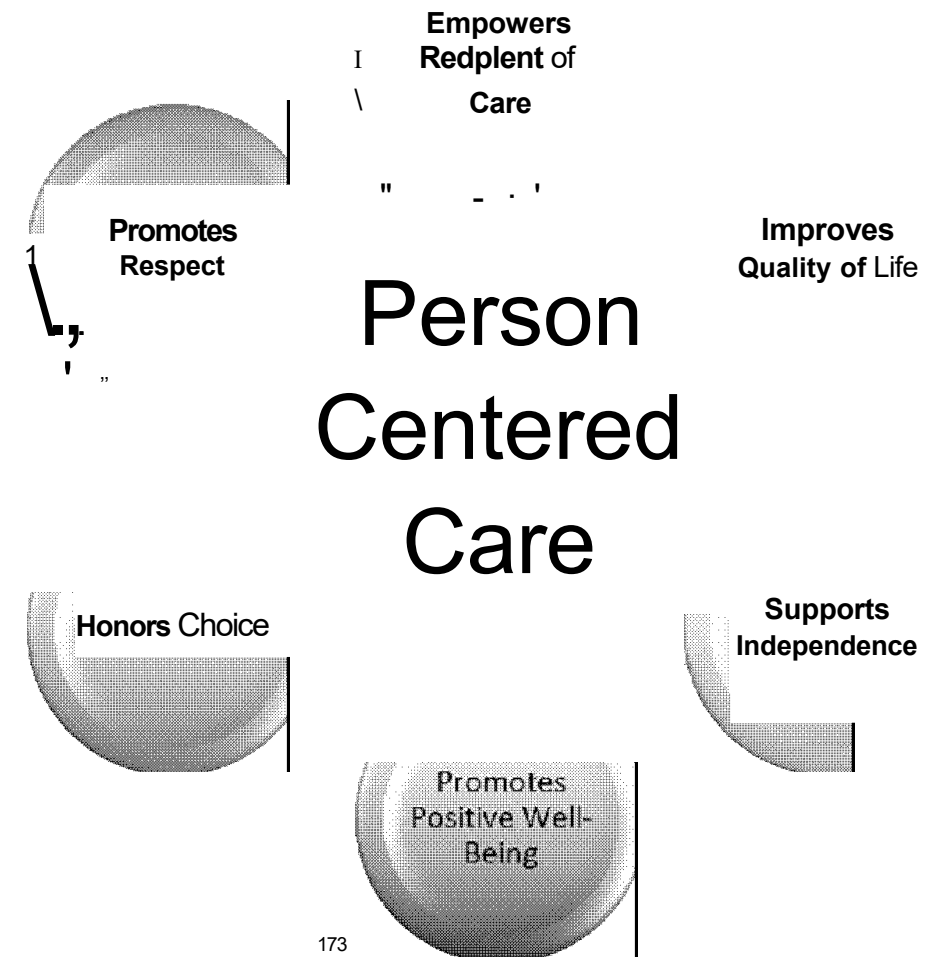 Empowers
I Redplent of
\ Care
" - . '
Promotes
1 Respect
Improves
Quality of Life
Person
Centered
Care
Honors Choice
Supports
Independence
Promotes
Positive Well-
Being
173